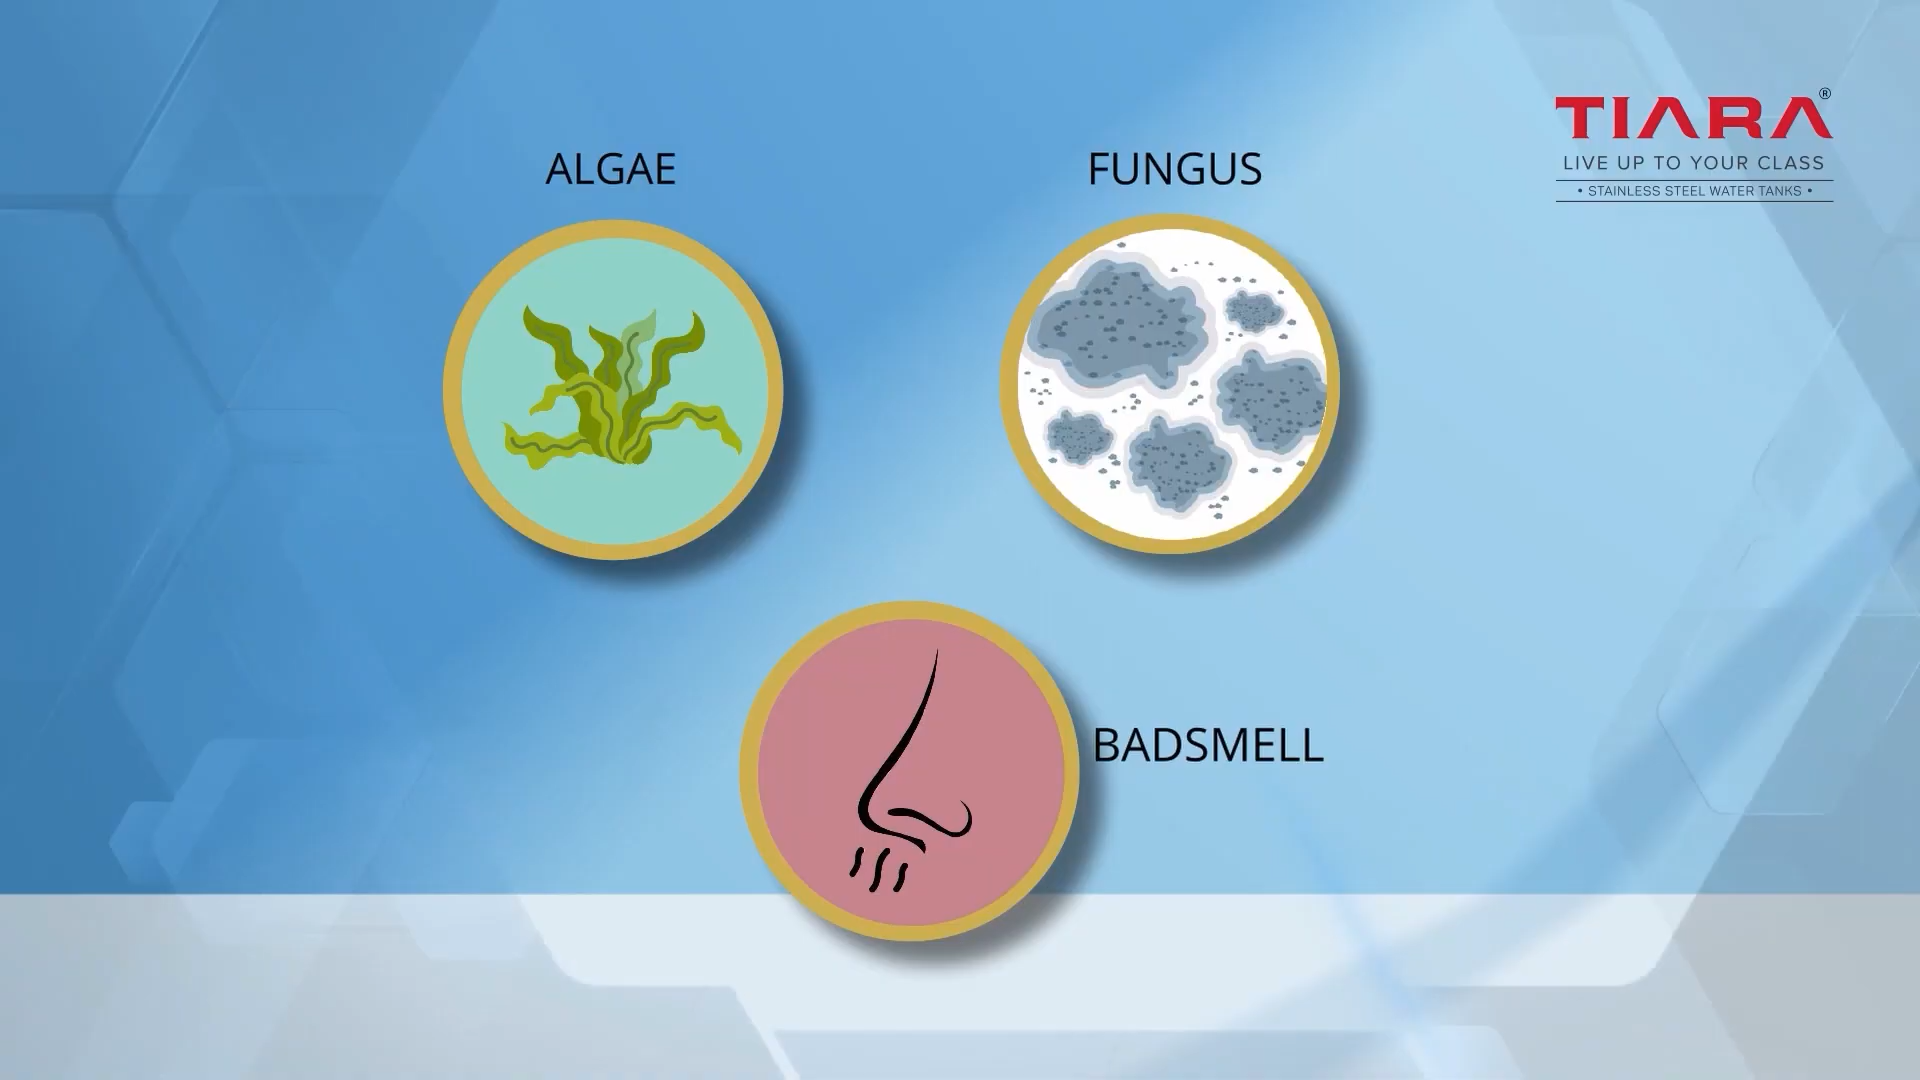 TIARA®
LIVE UP TO YOUR CLASS
• STAINLESS STEEL WATER TANKS •
ALGAE
FUNGUS
BADSMELL